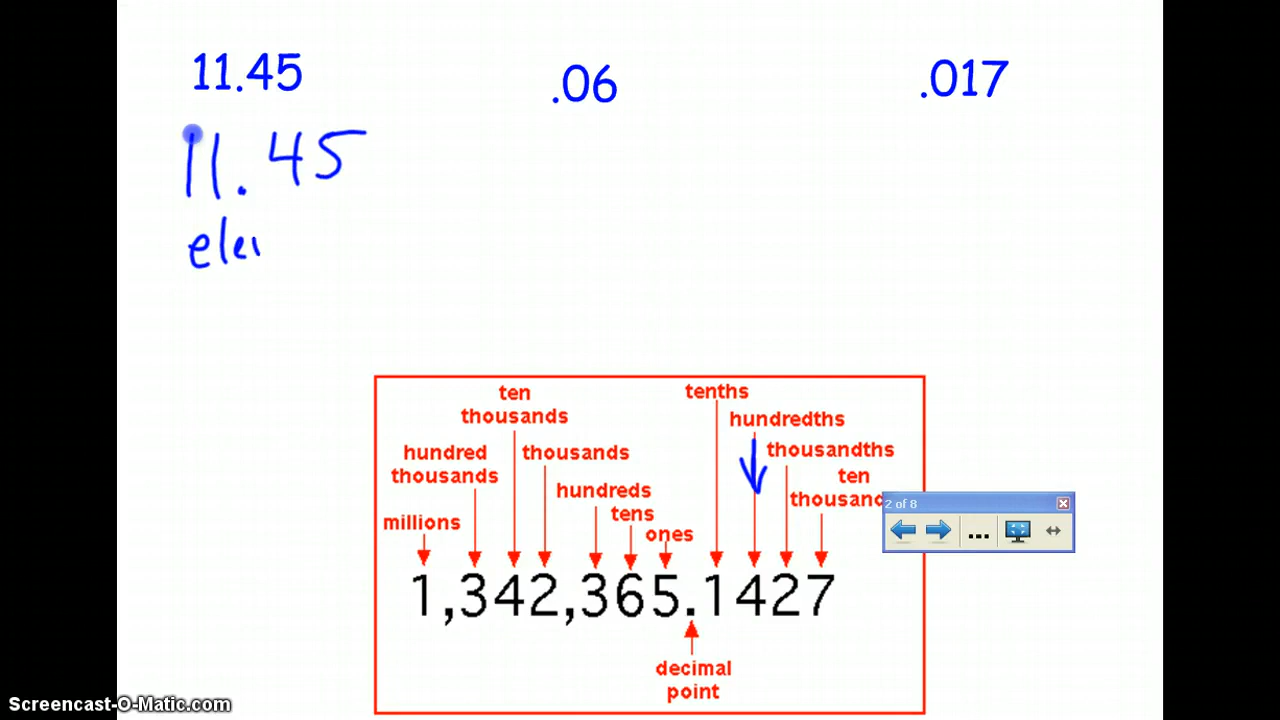 11.45 .06 .017
11.45
ele
ten
thousands
tenths
hundredths
hundred
thousands
thousands
thousandths
ten
thousand
hundreds
tens
ones
millions
2 of 8
...
1,342,365.1427
decimal
point
Screencast-O-Matic.com